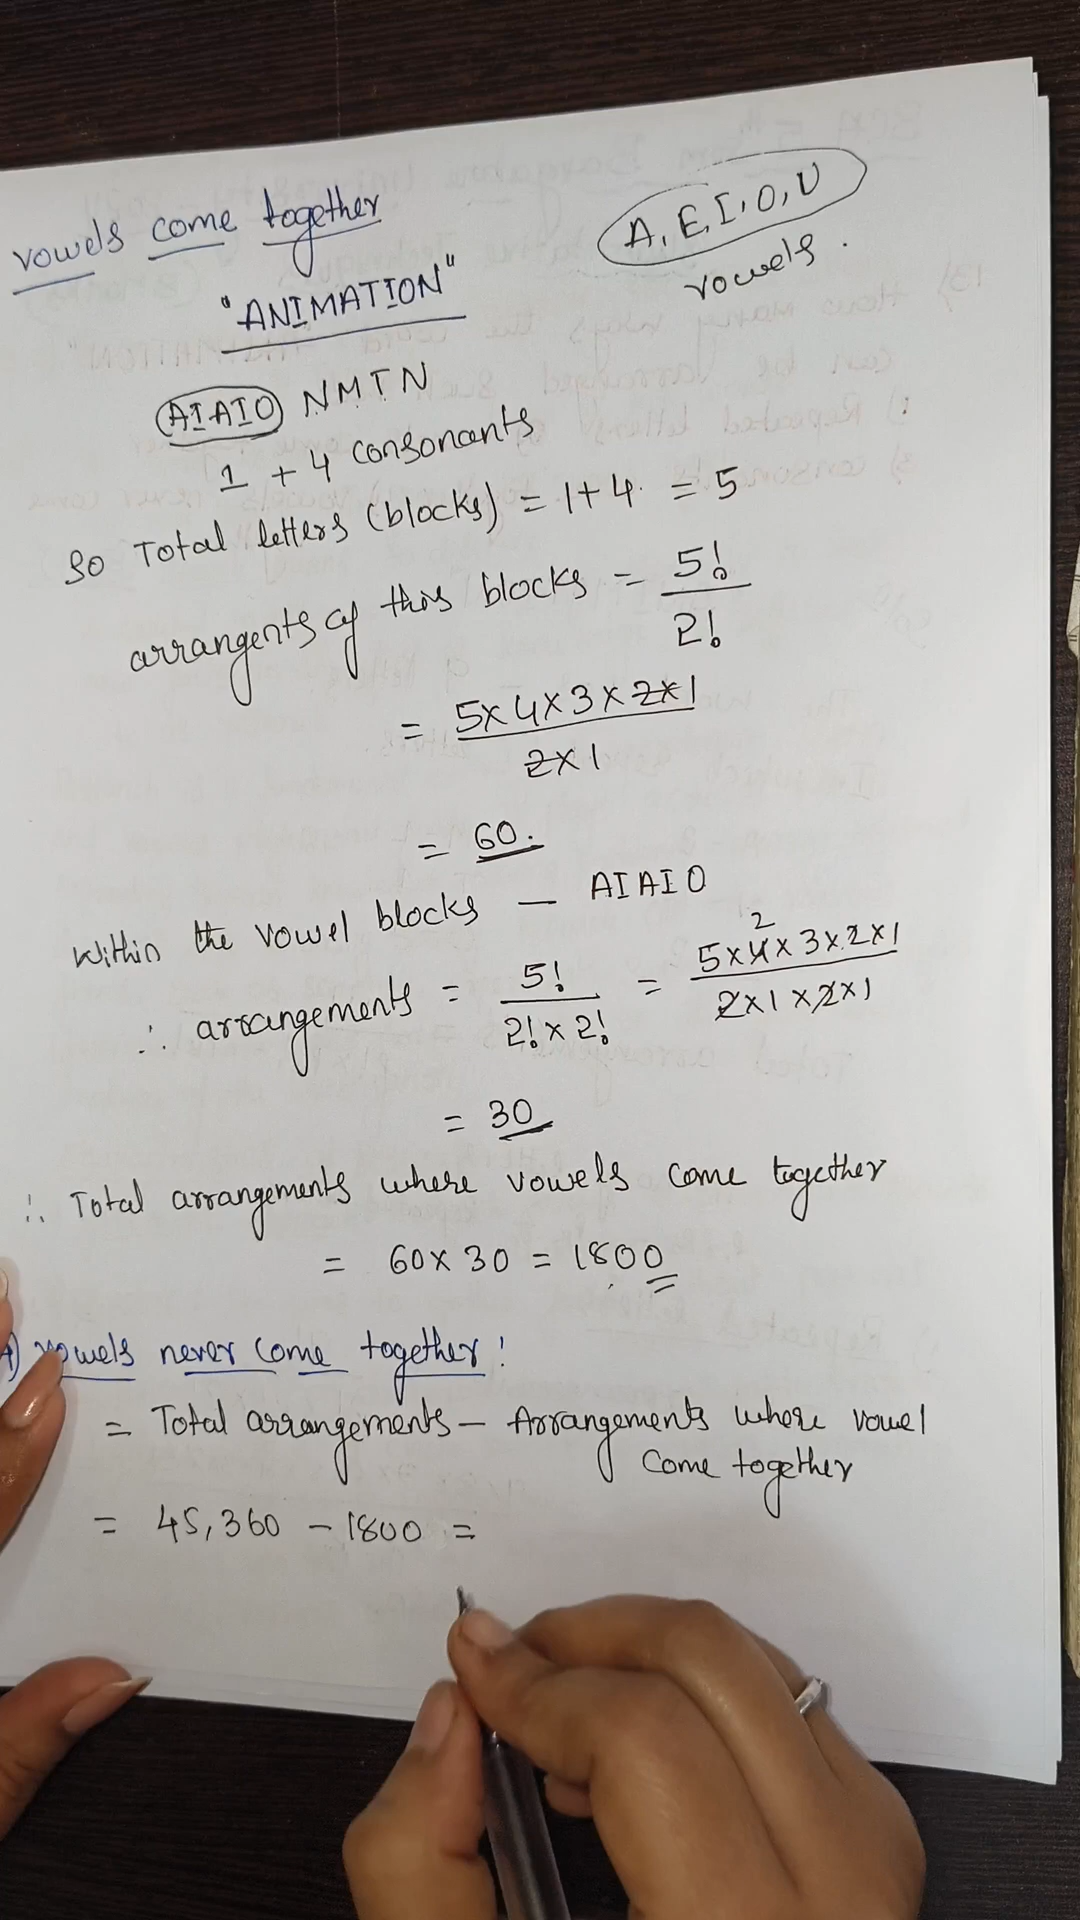 vowels come together
A, E, I, O, U
vowels.
"ANIMATION"
AIAIO NMTN
1 + 4 consonants
So Total letters (blocks) = 1+4. = 5
arrangents of this blocks = 5!/2!
= 5×4×3×2×1/2×1
= 60.
Within the vowel blocks — AIAIO
∴ arrangements = 5!/2!×2! = 5×4×3×2×1/2×1×2×1
2
= 30
∴ Total arrangements where vowels come together
= 60×30 = 1800
vowels never come together:
= Total arrangements – Arrangements where vowel
come together
= 45,360 – 1800 =